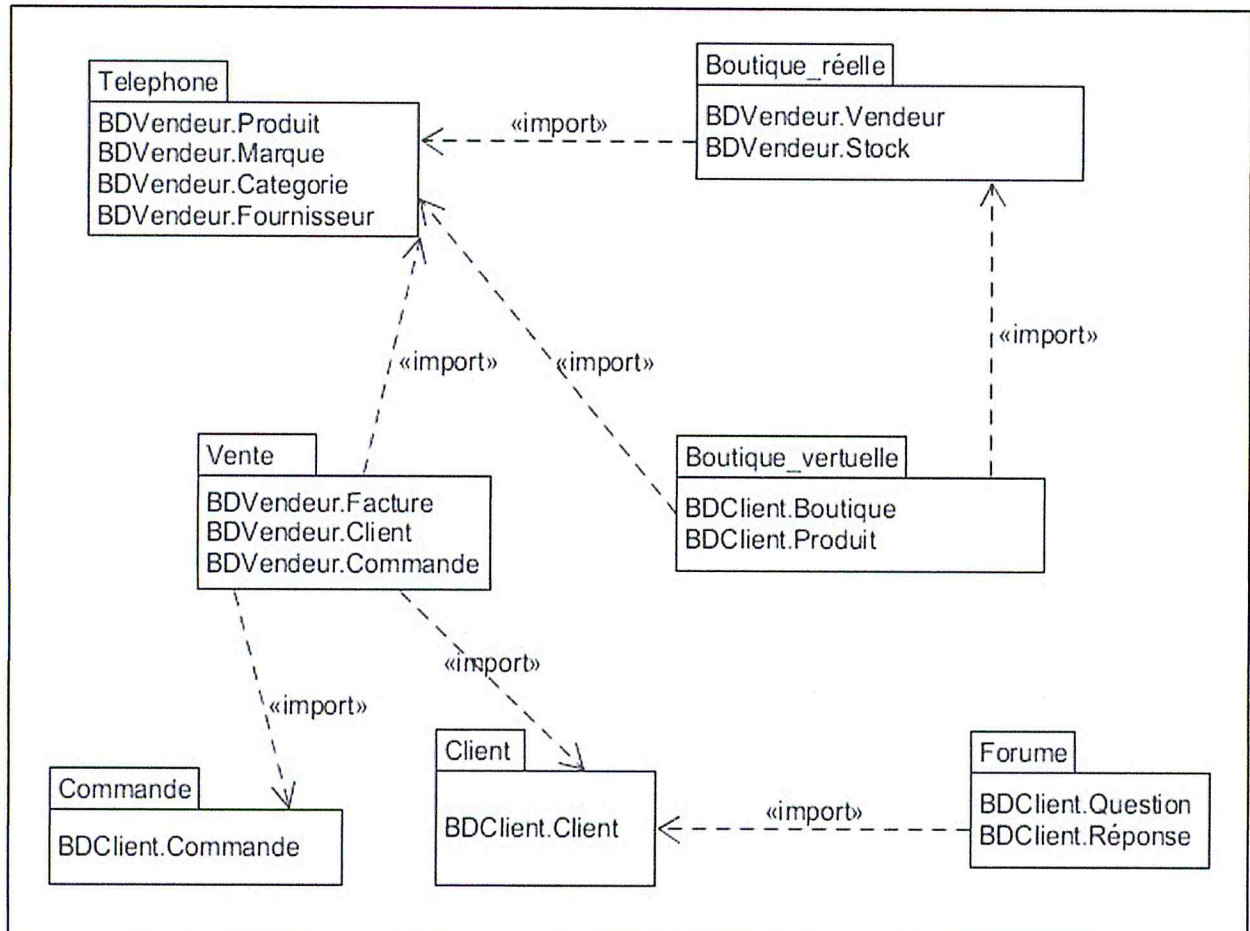 Telephone
BDVendeur.Produit
BDVendeur.Marque
BDVendeur.Categorie
BDVendeur.Fournisseur
«import»
Boutique_réelle
BDVendeur.Vendeur
BDVendeur.Stock
«import»
«import»
«import»
Vente
BDVendeur.Facture
BDVendeur.Client
BDVendeur.Commande
Boutique_vertuelle
BDClient.Boutique
BDClient.Produit
«import»
«import»
Commande
BDClient.Commande
Client
BDClient.Client
«import»
Forume
BDClient.Question
BDClient.Réponse